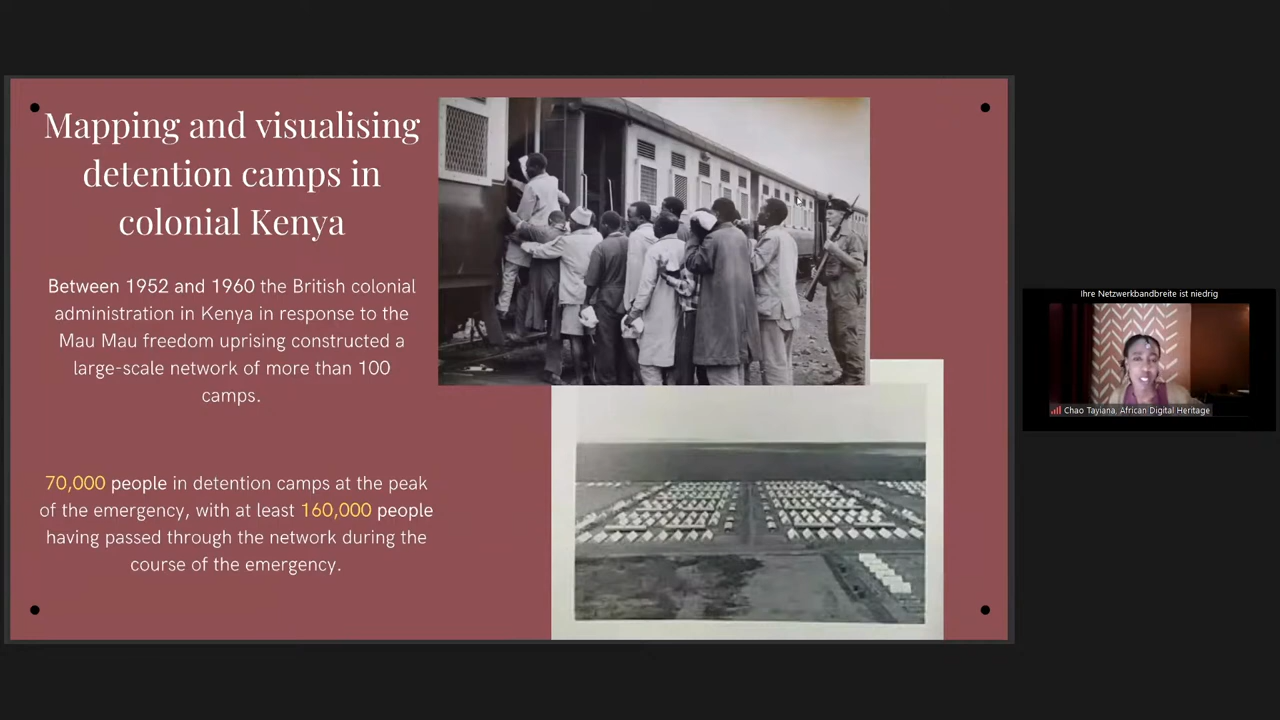 Mapping and visualising
detention camps in
colonial Kenya
Between 1952 and 1960 the British colonial
administration in Kenya in response to the
Mau Mau freedom uprising constructed a
large-scale network of more than 100
camps.
70,000 people in detention camps at the peak
of the emergency, with at least 160,000 people
having passed through the network during the
course of the emergency.
Ihre Netzwerkbandbreite ist niedrig
Chao Tayiana, African Digital Heritage